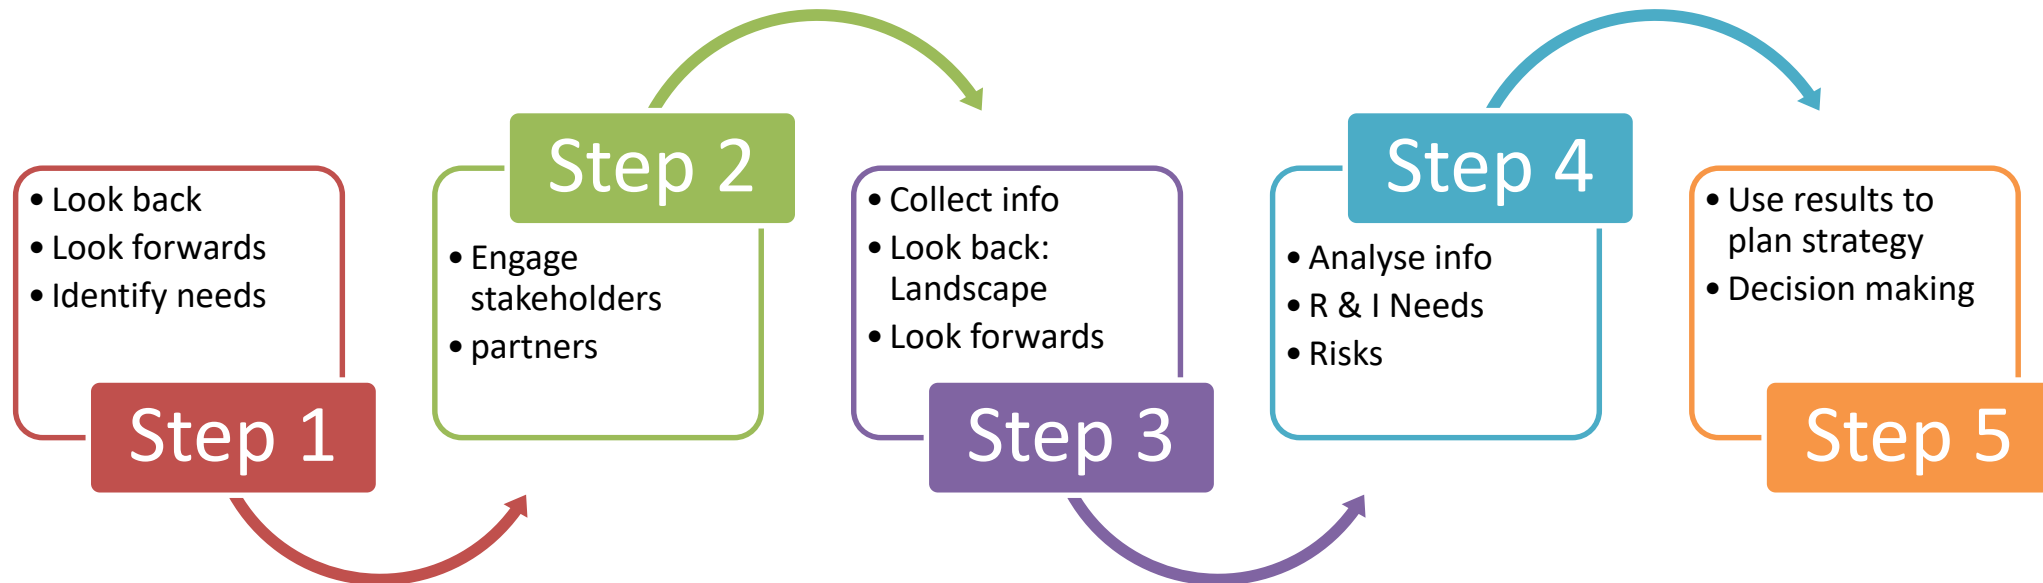 • Look back
• Look forwards
• Identify needs
Step 1
Step 2
• Engage
stakeholders
• partners
• Collect info
• Look back:
Landscape
• Look forwards
Step 3
Step 4
• Analyse info
• R & I Needs
• Risks
• Use results to
plan strategy
• Decision making
Step 5